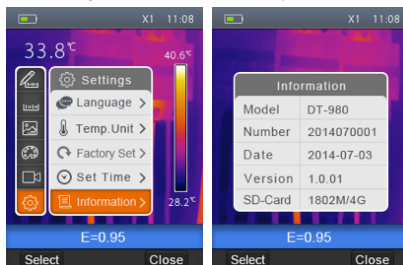 X1 11:08
33.8℃
40.6℃
Settings
Language >
Temp.Unit >
Factory Set >
Set Time >
Information >
28.2℃
E=0.95
Select Close
X1 11:08
Information
Model DT-980
Number 2014070001
Date 2014-07-03
Version 1.0.01
SD-Card 1802M/4G
E=0.95
Select Close